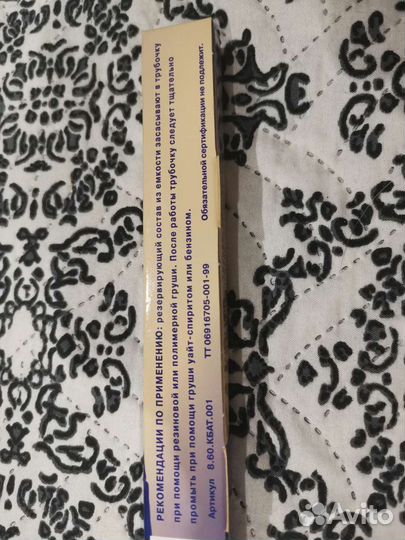 РЕКОМЕНДАЦИИ ПО ПРИМЕНЕНИЮ: резервирующий состав из емкости засасывают в трубочку
при помощи резиновой или полимерной груши. После работы трубочку следует тщательно
промыть при помощи груши уайт-спиритом или бензином.
Артикул 8.60.КБАТ.001 ТТ 06916705-001-99 Обязательной сертификации не подлежит.
Avito